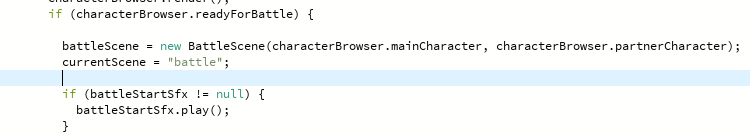 characterBrowser.render();
if (characterBrowser.readyForBattle) {
battleScene = new BattleScene(characterBrowser.mainCharacter, characterBrowser.partnerCharacter);
currentScene = "battle";
if (battleStartSfx != null) {
battleStartSfx.play();
}